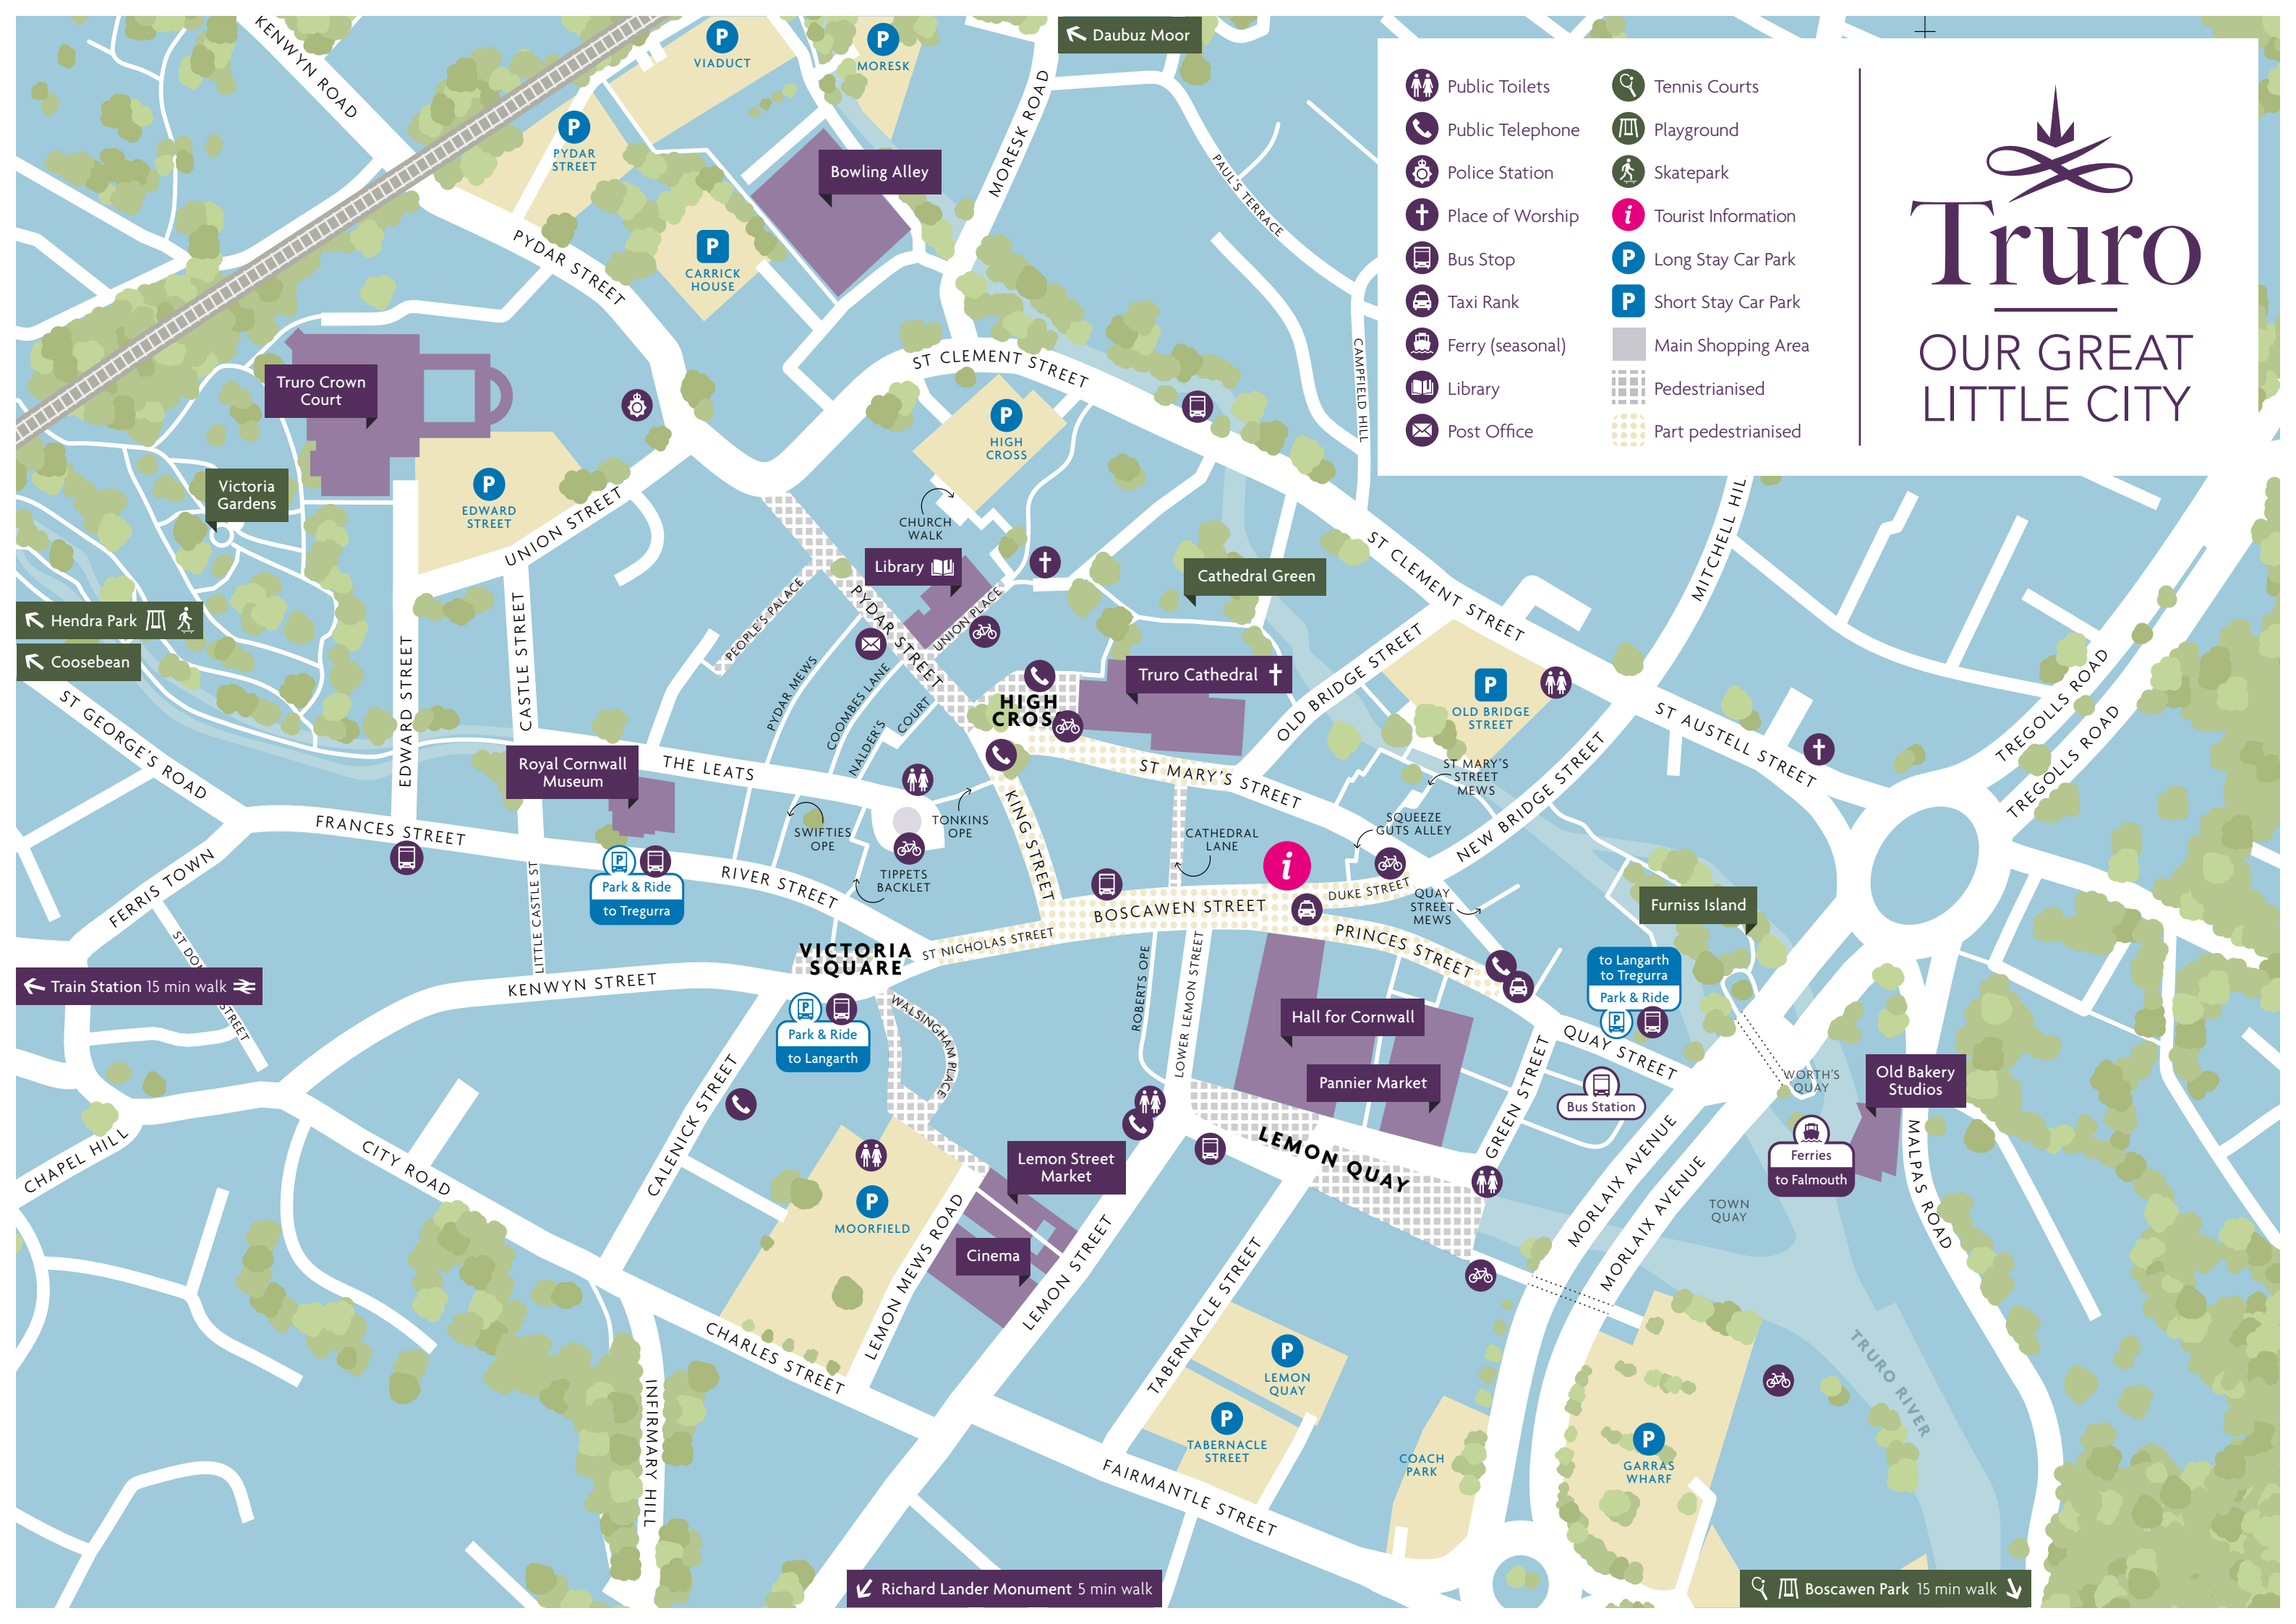 KENWYN ROAD
P
VIADUCT
P
MORESK
Daubuz Moor
MORESK ROAD
P
PYDAR
STREET
Bowling Alley
PAUL'S TERRACE
P
CARRICK
HOUSE
PYDAR STREET
Public Toilets
Public Telephone
Police Station
Place of Worship
Bus Stop
Taxi Rank
Ferry (seasonal)
Library
Post Office
Tennis Courts
Playground
Skatepark
i
Tourist Information
P
Long Stay Car Park
P
Short Stay Car Park
Main Shopping Area
Pedestrianised
Part pedestrianised
Truro
OUR GREAT
LITTLE CITY
Truro Crown
Court
ST CLEMENT STREET
CAMPFIELD HILL
P
HIGH
CROSS
Victoria
Gardens
P
EDWARD
STREET
UNION STREET
CHURCH
WALK
Library
Cathedral Green
ST CLEMENT STREET
MITCHELL HIL
Hendra Park
Coosebean
PEOPLE'S PALACE
PYDAR STREET
UNION PLACE
EDWARD STREET
CASTLE STREET
PYDAR MEWS
COOMBES LANE
NALDER'S
COURT
HIGH
CROS
Truro Cathedral
OLD BRIDGE STREET
P
OLD BRIDGE
STREET
ST AUSTELL STREET
TREGOLLS ROAD
TREGOLLS ROAD
ST GEORGE'S ROAD
Royal Cornwall
Museum
THE LEATS
ST MARY'S STREET
ST MARY'S
STREET
MEWS
NEW BRIDGE STREET
FRANCES STREET
SWIFTIES
OPE
TONKINS
OPE
KING STREET
CATHEDRAL
LANE
SQUEEZE
GUTS ALLEY
FERRIS TOWN
P
Park & Ride
to Tregurra
RIVER STREET
TIPPETS
BACKLET
i
BOSCAWEN STREET
DUKE STREET
QUAY
STREET
MEWS
Furniss Island
LITTLE CASTLE ST
VICTORIA
SQUARE
ST NICHOLAS STREET
PRINCES STREET
Train Station 15 min walk
STREET
KENWYN STREET
P
Park & Ride
to Langarth
WALSINGHAM PLACE
ROBERTS OPE
LOWER LEMON STREET
Hall for Cornwall
Pannier Market
to Langarth
to Tregurra
Park & Ride
P
QUAY STREET
GREEN STREET
Bus Station
WORTH'S
QUAY
Old Bakery
Studios
CHAPEL HILL
CITY ROAD
CALENICK STREET
P
MOORFIELD
Lemon Street
Market
Cinema
LEMON QUAY
MORLAIX AVENUE
MORLAIX AVENUE
Ferries
to Falmouth
TOWN
QUAY
MALPAS ROAD
LEMON MEWS ROAD
LEMON STREET
TABERNACLE STREET
CHARLES STREET
INFIRMARY HILL
P
LEMON
QUAY
P
TABERNACLE
STREET
COACH
PARK
P
GARRAS
WHARF
TRURO RIVER
FAIRMANTLE STREET
Richard Lander Monument 5 min walk
Boscawen Park 15 min walk